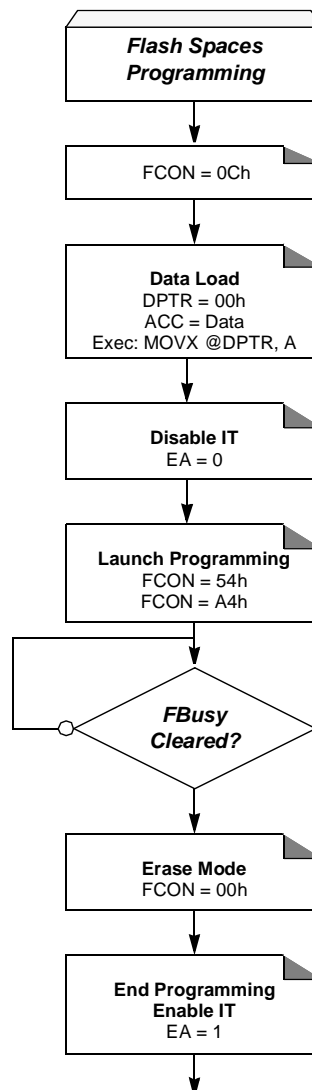 Flash Spaces
Programming
FCON = 0Ch
Data Load
DPTR = 00h
ACC = Data
Exec: MOVX @DPTR, A
Disable IT
EA = 0
Launch Programming
FCON = 54h
FCON = A4h
FBusy
Cleared?
Erase Mode
FCON = 00h
End Programming
Enable IT
EA = 1